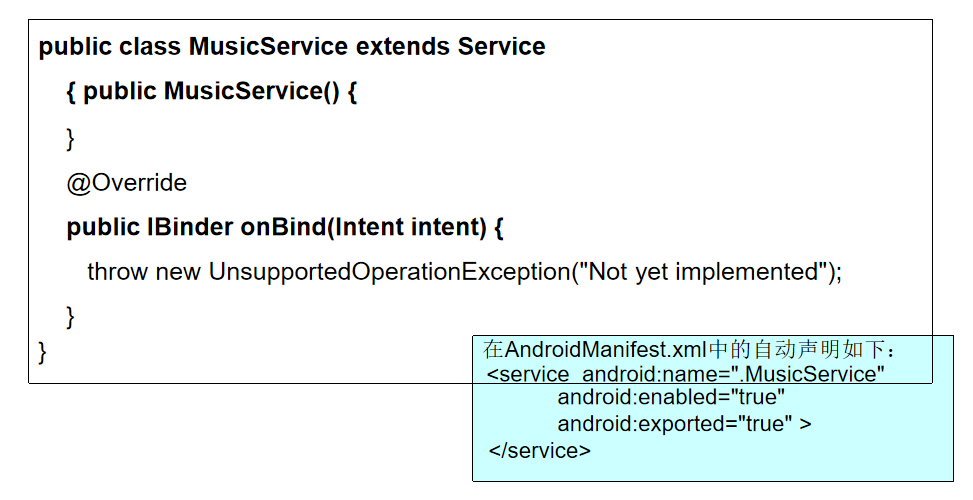 public class MusicService extends Service
{ public MusicService() {
}
@Override
public IBinder onBind(Intent intent) {
throw new UnsupportedOperationException("Not yet implemented");
}
}
在AndroidManifest.xml中的自动声明如下：
<service android:name=".MusicService"
android:enabled="true"
android:exported="true" >
</service>